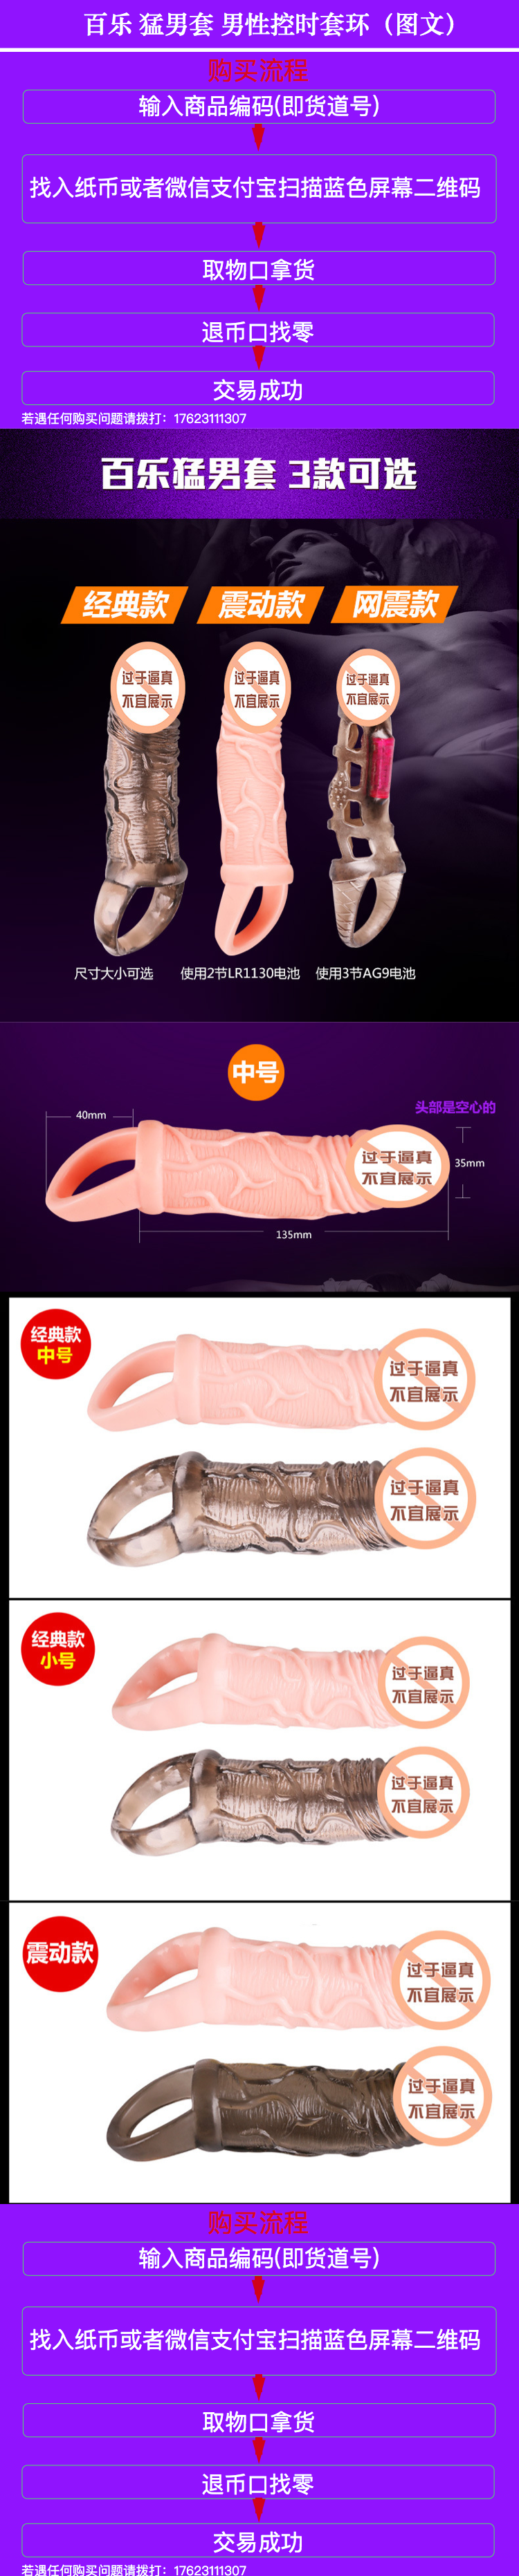 百乐 猛男套 男性控时套环（图文）
购买流程
输入商品编码(即货道号)
找入纸币或者微信支付宝扫描蓝色屏幕二维码
取物口拿货
退币口找零
交易成功
若遇任何购买问题请拨打：17623111307
百乐猛男套 3款可选
经典款 震动款 网震款
过于逼真 过于逼真 过于逼真
不宜展示 不宜展示 不宜展示
尺寸大小可选 使用2节LR1130电池 使用3节AG9电池
中号
头部是空心的
40mm
过于逼真
不宜展示
35mm
135mm
经典款
中号
过于逼真
不宜展示
过于逼真
不宜展示
经典款
小号
过于逼真
不宜展示
过于逼真
不宜展示
震动款
过于逼真
不宜展示
过于逼真
不宜展示
购买流程
输入商品编码(即货道号)
找入纸币或者微信支付宝扫描蓝色屏幕二维码
取物口拿货
退币口找零
交易成功
若遇任何购买问题请拨打：17623111307